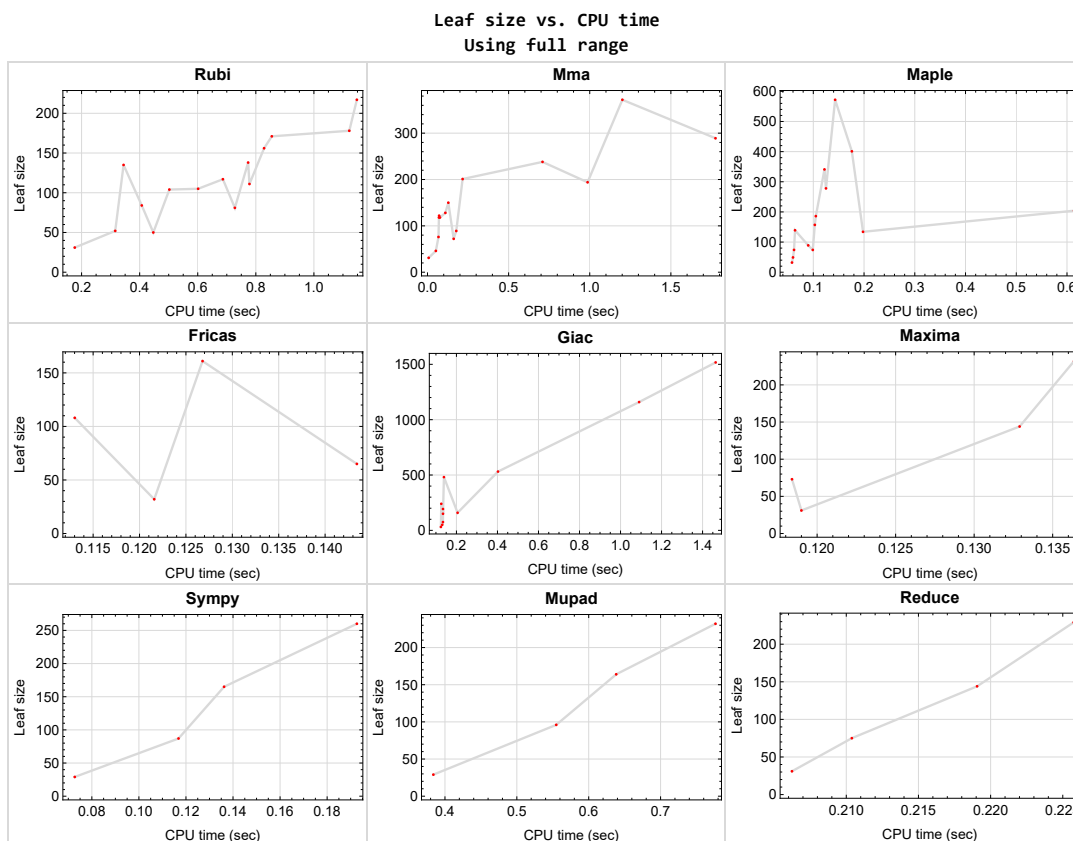 Leaf size vs. CPU time
Using full range
Rubi
Leaf size
200
150
100
50
0
0.2 0.4 0.6 0.8 1.0
CPU time (sec)
Mma
Leaf size
300
200
100
0
0.0 0.5 1.0 1.5
CPU time (sec)
Maple
Leaf size
600
500
400
300
200
100
0
0.1 0.2 0.3 0.4 0.5 0.6
CPU time (sec)
Fricas
Leaf size
150
100
50
0
0.115 0.120 0.125 0.130 0.135 0.140
CPU time (sec)
Giac
Leaf size
1500
1000
500
0
0.2 0.4 0.6 0.8 1.0 1.2 1.4
CPU time (sec)
Maxima
Leaf size
200
150
100
50
0
0.120 0.125 0.130 0.135
CPU time (sec)
Sympy
Leaf size
250
200
150
100
50
0
0.08 0.10 0.12 0.14 0.16 0.18
CPU time (sec)
Mupad
Leaf size
200
150
100
50
0
0.4 0.5 0.6 0.7
CPU time (sec)
Reduce
Leaf size
200
150
100
50
0
0.210 0.215 0.220
CPU time (sec)